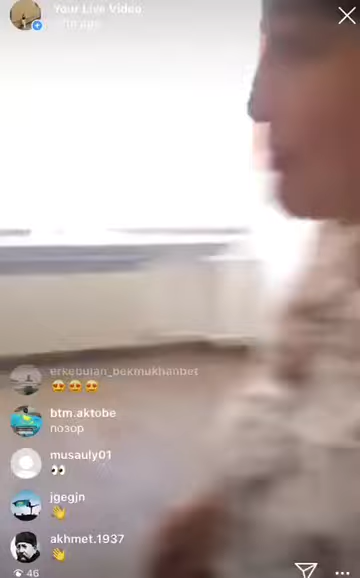 Your Live Video
erkebulan_bekmukhanbet
😍😍😍
btm.aktobe
позор
musauly01
👀
jgegjn
👋
akhmet.1937
👋
46